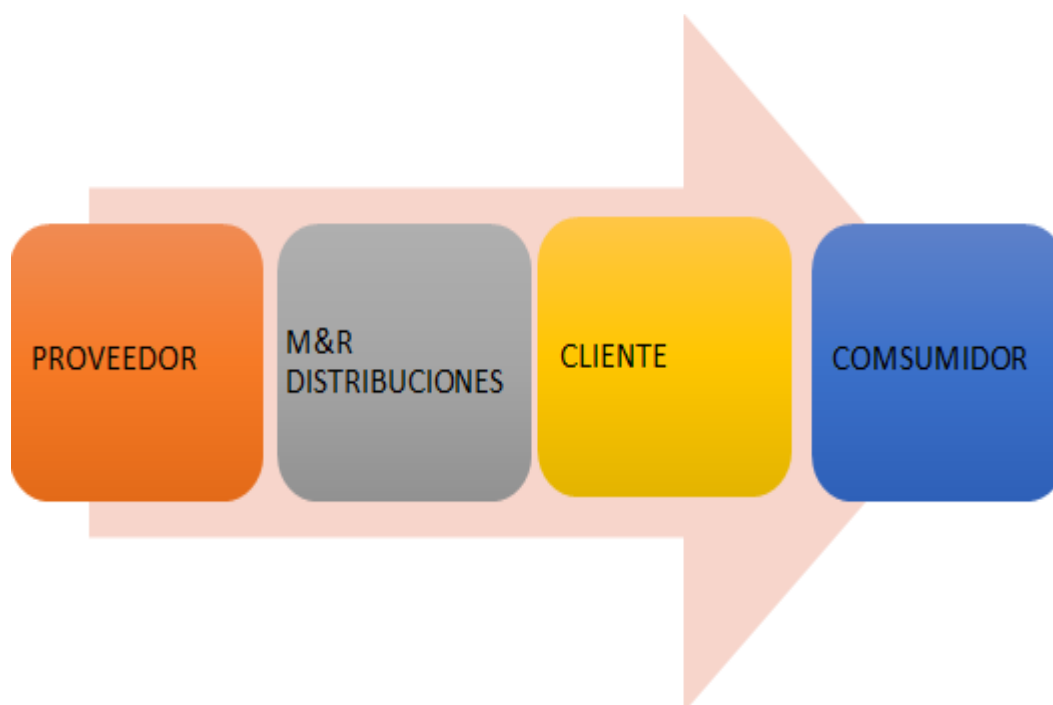 PROVEEDOR
M&R
DISTRIBUCIONES
CLIENTE
COMSUMIDOR